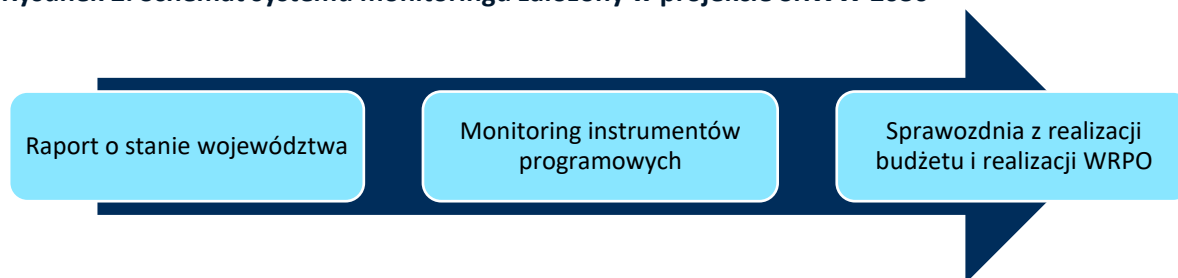 Raport o stanie województwa
Monitoring instrumentów
programowych
Sprawozdnia z realizacji
budżetu i realizacji WRPO